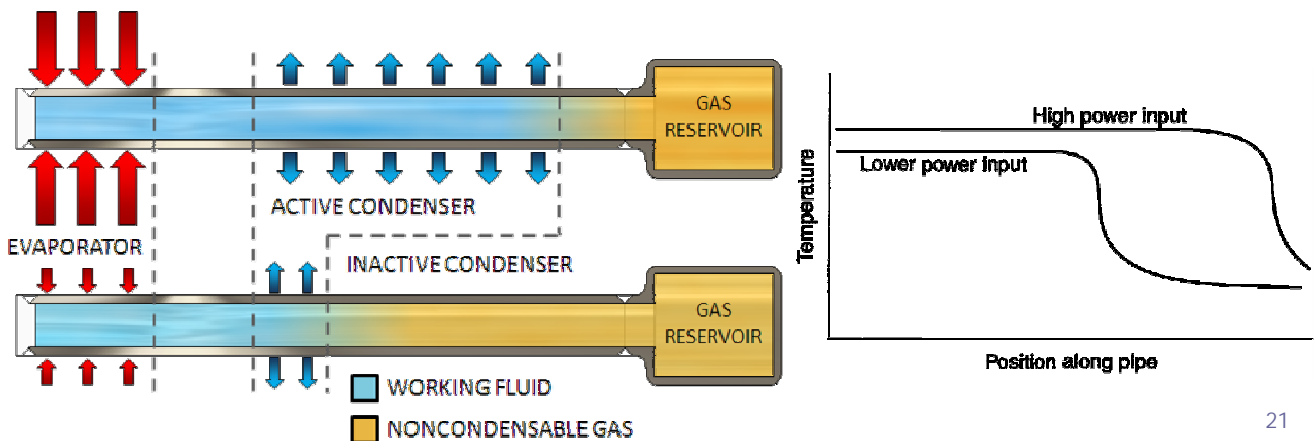 GAS
RESERVOIR
ACTIVE CONDENSER
EVAPORATOR
INACTIVE CONDENSER
GAS
RESERVOIR
WORKING FLUID
NONCONDENSABLE GAS
High power input
Lower power input
Temperature
Position along pipe
21